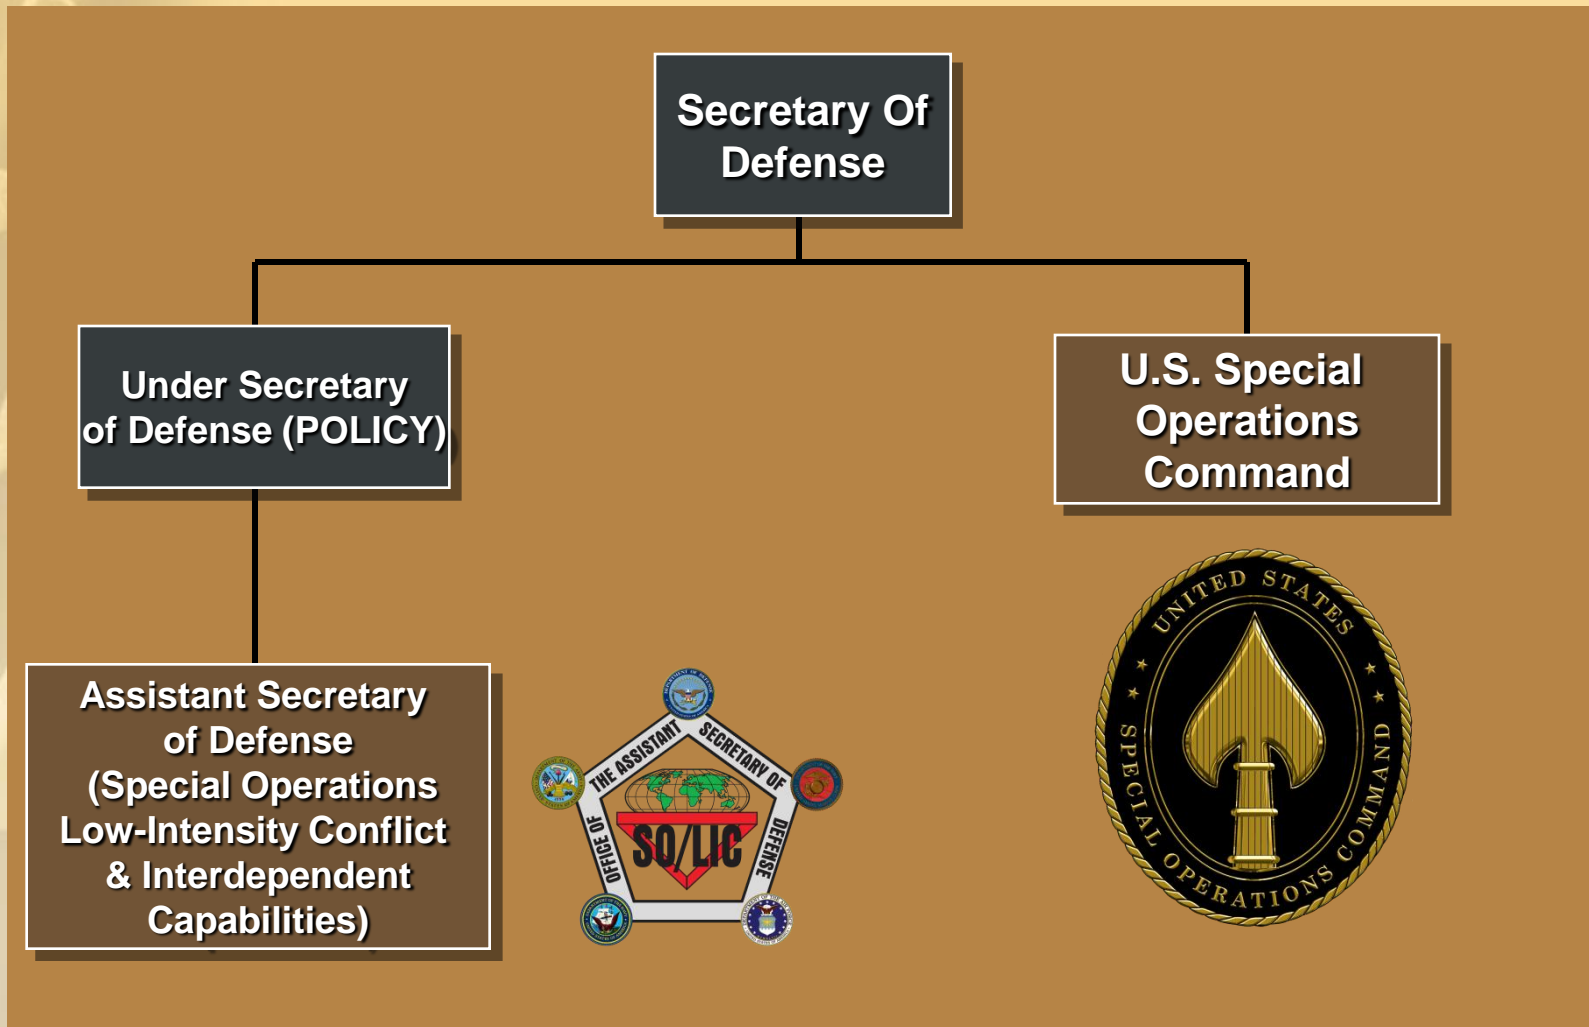 Secretary Of
Defense
Under Secretary
of Defense (POLICY)
U.S. Special
Operations
Command
Assistant Secretary
of Defense
(Special Operations
Low-Intensity Conflict
& Interdependent
Capabilities)
OFFICE OF THE ASSISTANT SECRETARY OF DEFENSE
SO/LIC
UNITED STATES
SPECIAL OPERATIONS COMMAND